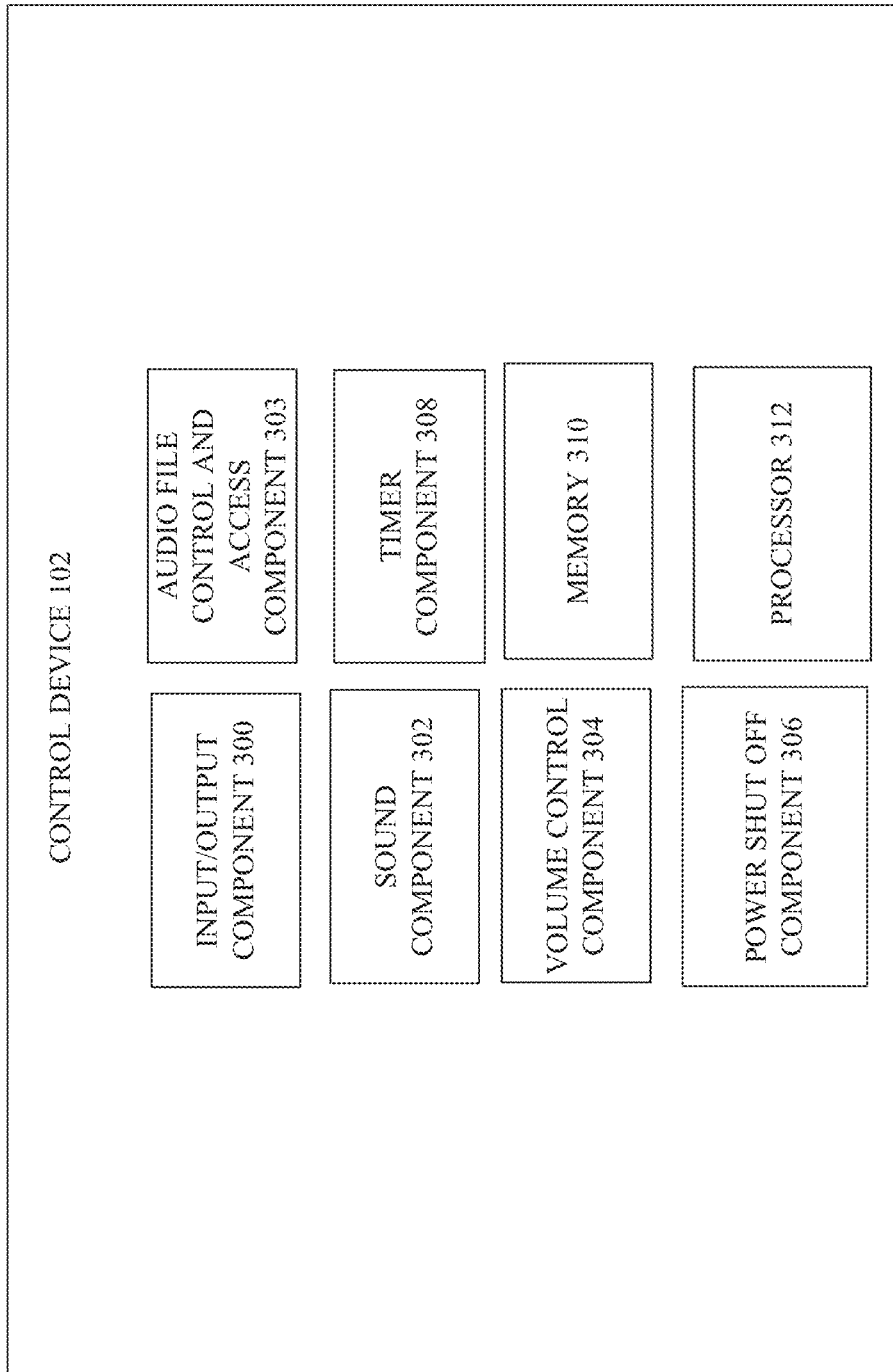 CONTROL DEVICE 102
INPUT/OUTPUT
COMPONENT 300
AUDIO FILE
CONTROL AND
ACCESS
COMPONENT 303
SOUND
COMPONENT 302
TIMER
COMPONENT 308
VOLUME CONTROL
COMPONENT 304
MEMORY 310
POWER SHUT OFF
COMPONENT 306
PROCESSOR 312